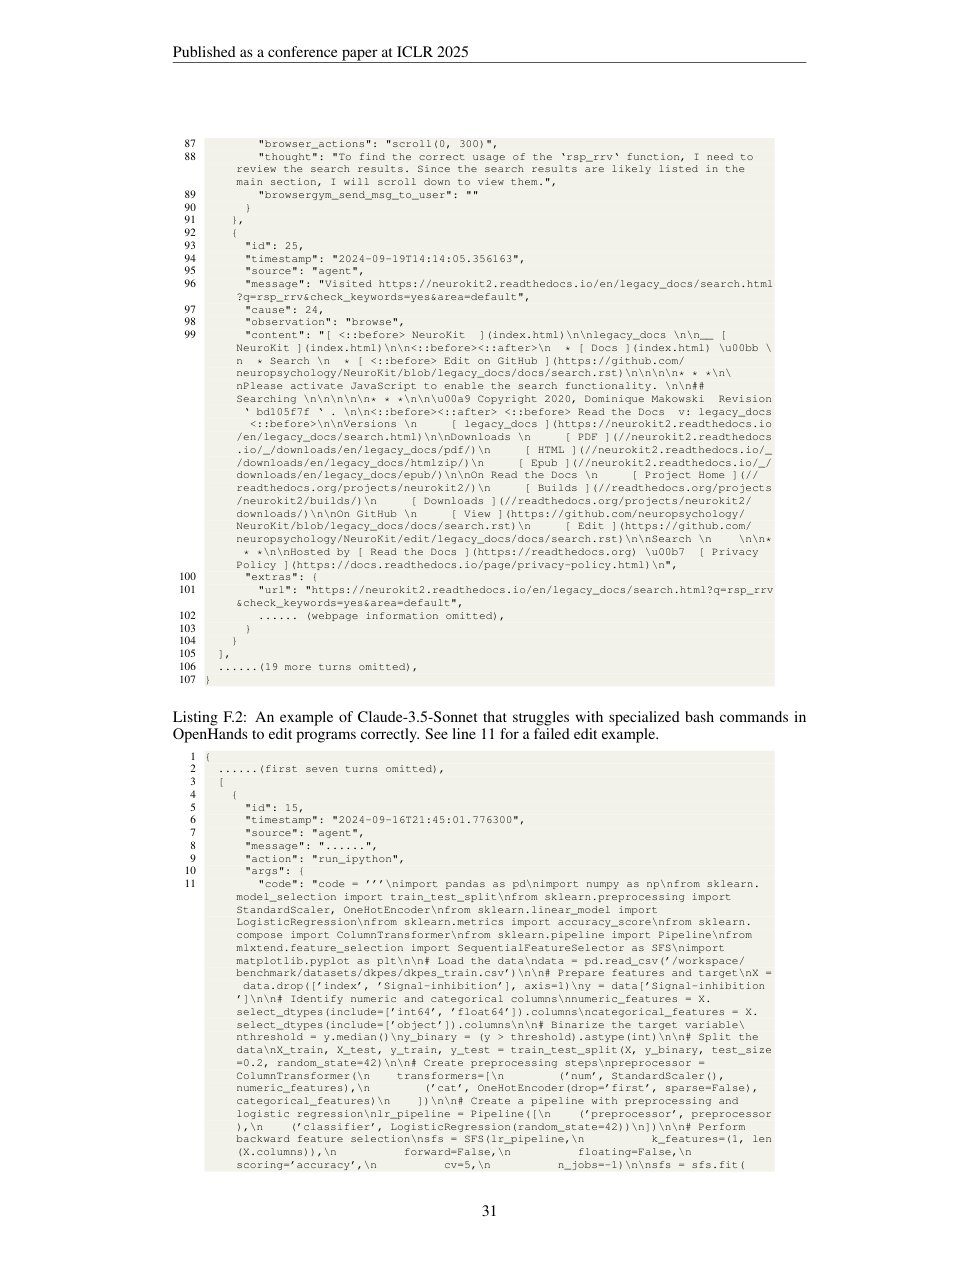 Published as a conference paper at ICLR 2025
87 "browser_actions": "scroll(0, 300)",
88 "thought": "To find the correct usage of the ‘rsp_rrv‘ function, I need to
review the search results. Since the search results are likely listed in the
main section, I will scroll down to view them.",
89 "browsergym_send_msg_to_user": ""
90 }
91 },
92 {
93 "id": 25,
94 "timestamp": "2024-09-19T14:14:05.356163",
95 "source": "agent",
96 "message": "Visited https://neurokit2.readthedocs.io/en/legacy_docs/search.html
?q=rsp_rrv&check_keywords=yes&area=default",
97 "cause": 24,
98 "observation": "browse",
99 "content": "[ <::before> NeuroKit ](index.html)\n\nlegacy_docs \n\n__ [
NeuroKit ](index.html)\n\n<::before><::after>\n * [ Docs ](index.html) \u00bb \
n * Search \n * [ <::before> Edit on GitHub ](https://github.com/
neuropsychology/NeuroKit/blob/legacy_docs/docs/search.rst)\n\n\n\n\n* * *\n\
nPlease activate JavaScript to enable the search functionality. \n\n##
Searching \n\n\n\n\n* * *\n\n\u00a9 Copyright 2020, Dominique Makowski Revision
‘ bd105f7f ‘ . \n\n<::before><::after> <::before> Read the Docs v: legacy_docs
<::before>\n\nVersions \n [ legacy_docs ](https://neurokit2.readthedocs.io
/en/legacy_docs/search.html)\n\nDownloads \n [ PDF ](//neurokit2.readthedocs
.io/_/downloads/en/legacy_docs/pdf/)\n [ HTML ](//neurokit2.readthedocs.io/_
/downloads/en/legacy_docs/htmlzip/)\n [ Epub ](//neurokit2.readthedocs.io/_/
downloads/en/legacy_docs/epub/)\n\nOn Read the Docs \n [ Project Home ](//
readthedocs.org/projects/neurokit2/)\n [ Builds ](//readthedocs.org/projects
/neurokit2/builds/)\n [ Downloads ](//readthedocs.org/projects/neurokit2/
downloads/)\n\nOn GitHub \n [ View ](https://github.com/neuropsychology/
NeuroKit/blob/legacy_docs/docs/search.rst)\n [ Edit ](https://github.com/
neuropsychology/NeuroKit/edit/legacy_docs/docs/search.rst)\n\nSearch \n \n\n*
* *\n\nHosted by [ Read the Docs ](https://readthedocs.org) \u00b7 [ Privacy
Policy ](https://docs.readthedocs.io/page/privacy-policy.html)\n",
100 "extras": {
101 "url": "https://neurokit2.readthedocs.io/en/legacy_docs/search.html?q=rsp_rrv
&check_keywords=yes&area=default",
102 ...... (webpage information omitted),
103 }
104 }
105 ],
106 ......(19 more turns omitted),
107 }
Listing F.2: An example of Claude-3.5-Sonnet that struggles with specialized bash commands in
OpenHands to edit programs correctly. See line 11 for a failed edit example.
1 {
2 ......(first seven turns omitted),
3 [
4 {
5 "id": 15,
6 "timestamp": "2024-09-16T21:45:01.776300",
7 "source": "agent",
8 "message": "......",
9 "action": "run_ipython",
10 "args": {
11 "code": "code = ’’’\nimport pandas as pd\nimport numpy as np\nfrom sklearn.
model_selection import train_test_split\nfrom sklearn.preprocessing import
StandardScaler, OneHotEncoder\nfrom sklearn.linear_model import
LogisticRegression\nfrom sklearn.metrics import accuracy_score\nfrom sklearn.
compose import ColumnTransformer\nfrom sklearn.pipeline import Pipeline\nfrom
mlxtend.feature_selection import SequentialFeatureSelector as SFS\nimport
matplotlib.pyplot as plt\n\n# Load the data\ndata = pd.read_csv(’/workspace/
benchmark/datasets/dkpes/dkpes_train.csv’)\n\n# Prepare features and target\nX =
data.drop([’index’, ’Signal-inhibition’], axis=1)\ny = data[’Signal-inhibition
’]\n\n# Identify numeric and categorical columns\nnumeric_features = X.
select_dtypes(include=[’int64’, ’float64’]).columns\ncategorical_features = X.
select_dtypes(include=[’object’]).columns\n\n# Binarize the target variable\
nthreshold = y.median()\ny_binary = (y > threshold).astype(int)\n\n# Split the
data\nX_train, X_test, y_train, y_test = train_test_split(X, y_binary, test_size
=0.2, random_state=42)\n\n# Create preprocessing steps\npreprocessor =
ColumnTransformer(\n transformers=[\n (’num’, StandardScaler(),
numeric_features),\n (’cat’, OneHotEncoder(drop=’first’, sparse=False),
categorical_features)\n ])\n\n# Create a pipeline with preprocessing and
logistic regression\nlr_pipeline = Pipeline([\n (’preprocessor’, preprocessor
),\n (’classifier’, LogisticRegression(random_state=42))\n])\n\n# Perform
backward feature selection\nsfs = SFS(lr_pipeline,\n k_features=(1, len
(X.columns)),\n forward=False,\n floating=False,\n
scoring=’accuracy’,\n cv=5,\n n_jobs=-1)\n\nsfs = sfs.fit(
31